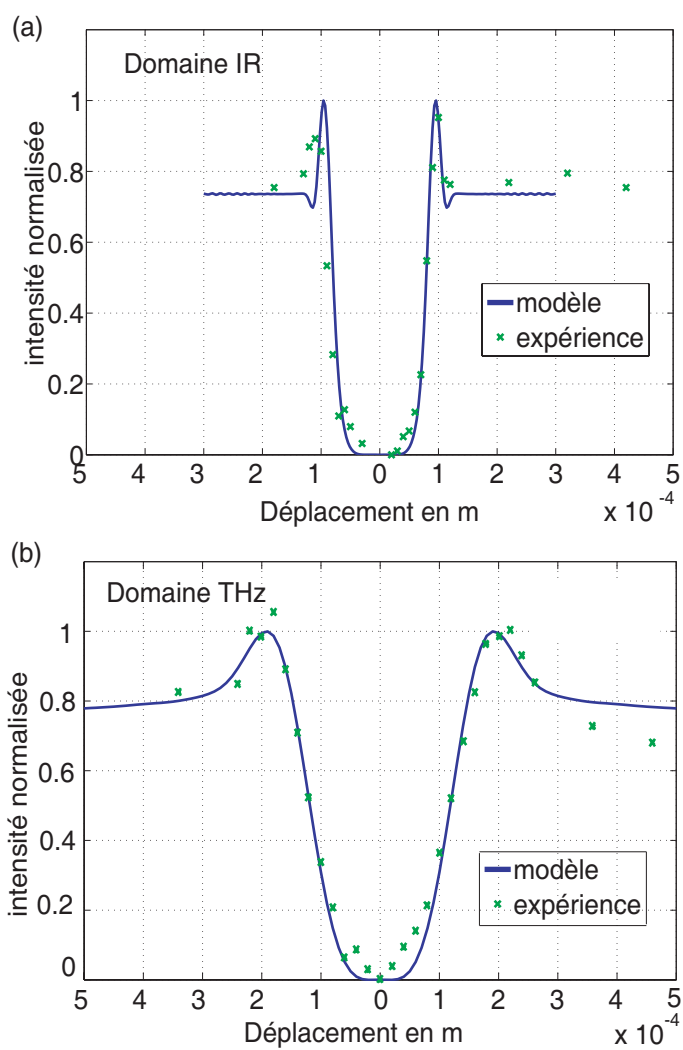 (a)
Domaine IR
intensité normalisée
1
0.8
0.6
0.4
0.2
0
modèle
expérience
5 4 3 2 1 0 1 2 3 4 5
Déplacement en m
x 10 -4
(b)
Domaine THz
intensité normalisée
1
0.8
0.6
0.4
0.2
0
modèle
expérience
5 4 3 2 1 0 1 2 3 4 5
Déplacement en m
x 10 -4